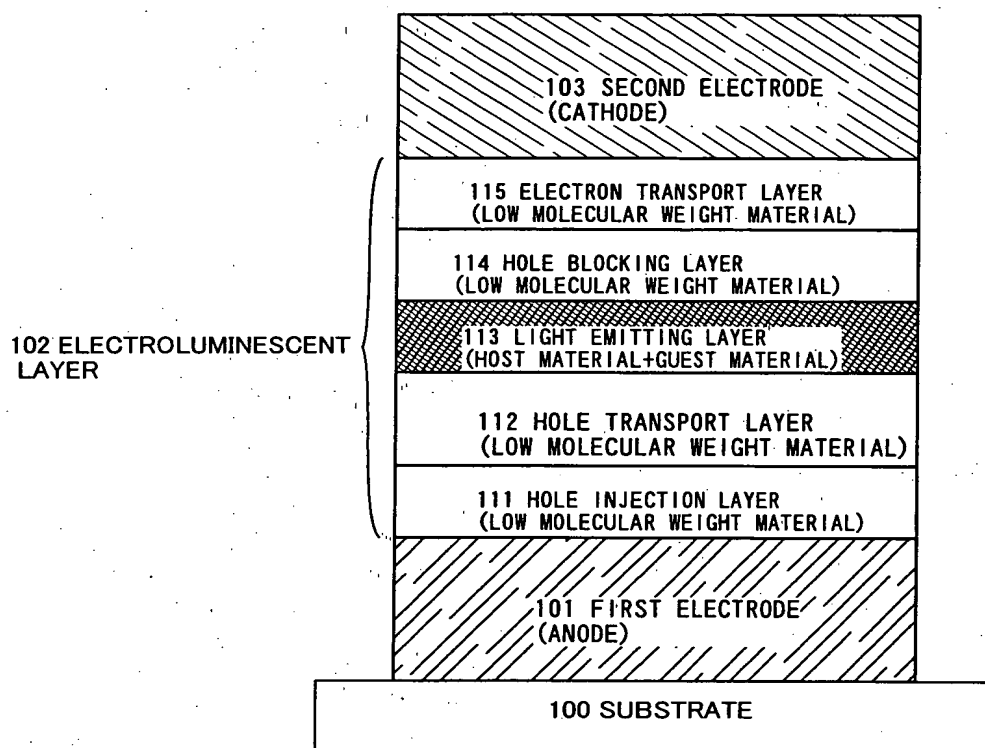 103 SECOND ELECTRODE
(CATHODE)
115 ELECTRON TRANSPORT LAYER
(LOW MOLECULAR WEIGHT MATERIAL)
114 HOLE BLOCKING LAYER
(LOW MOLECULAR WEIGHT MATERIAL)
102 ELECTROLUMINESCENT
LAYER
113 LIGHT EMITTING LAYER
(HOST MATERIAL+GUEST MATERIAL)
112 HOLE TRANSPORT LAYER
(LOW MOLECULAR WEIGHT MATERIAL)
111 HOLE INJECTION LAYER
(LOW MOLECULAR WEIGHT MATERIAL)
101 FIRST ELECTRODE
(ANODE)
100 SUBSTRATE